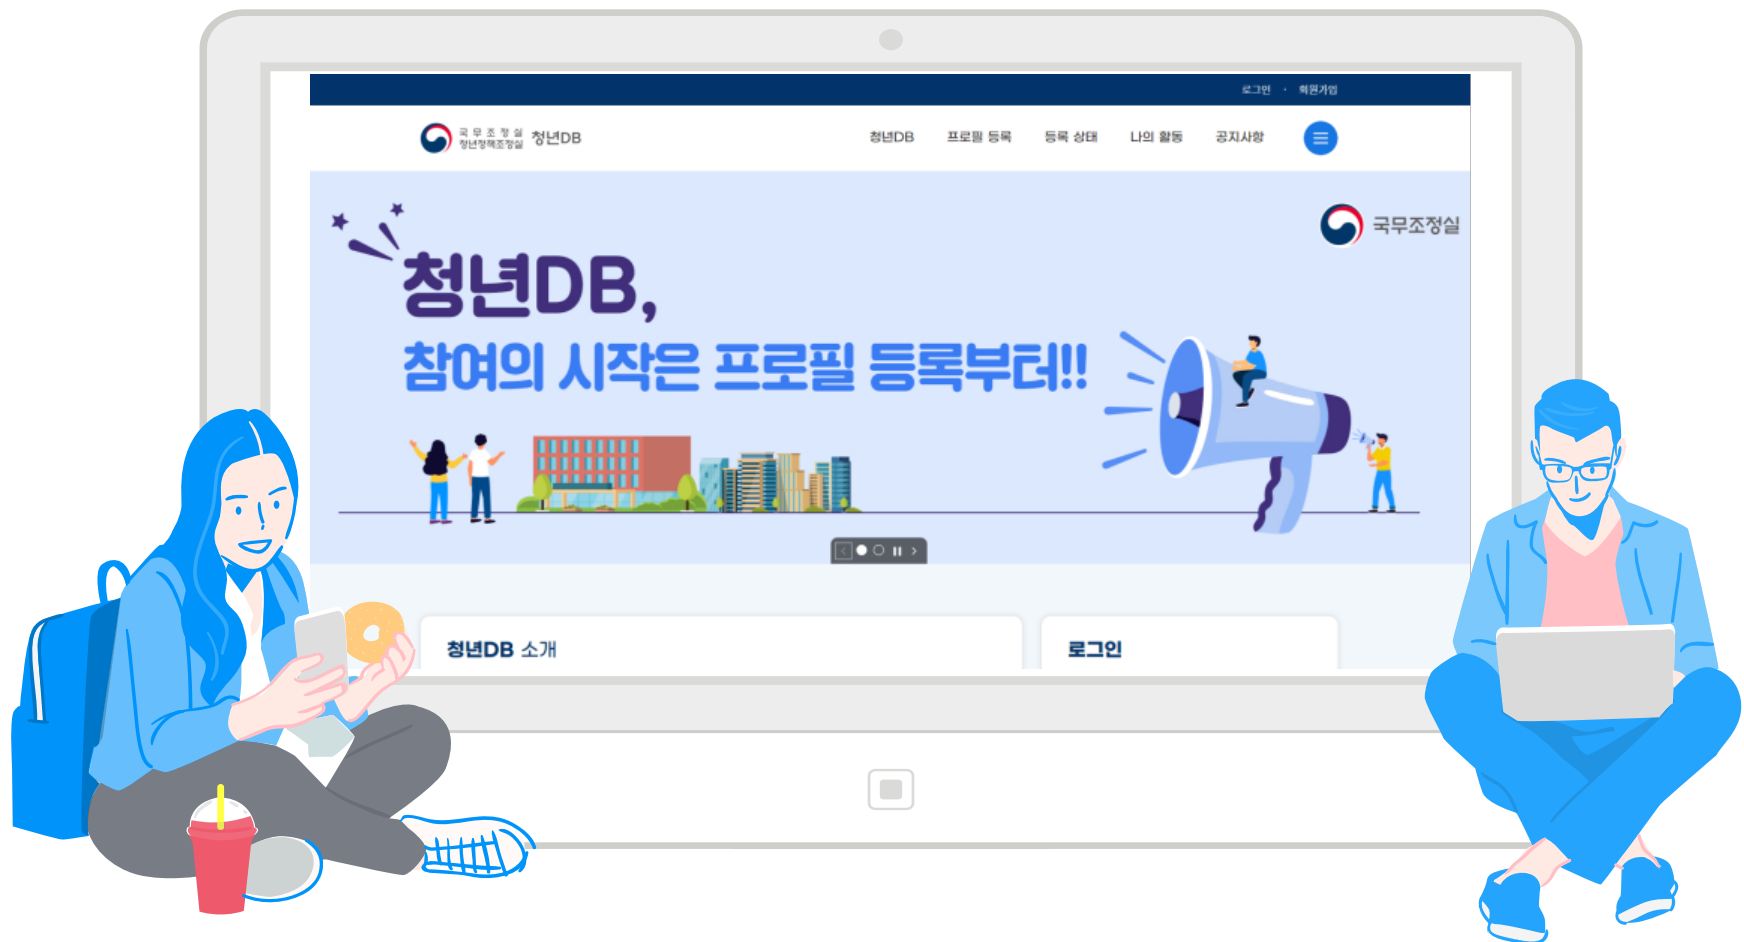 로그인 · 회원가입
국무조정실
청년정책조정실
청년DB
청년DB 프로필 등록 등록 상태 나의 활동 공지사항
국무조정실
청년DB,
참여의 시작은 프로필 등록부터!!
청년DB 소개
로그인